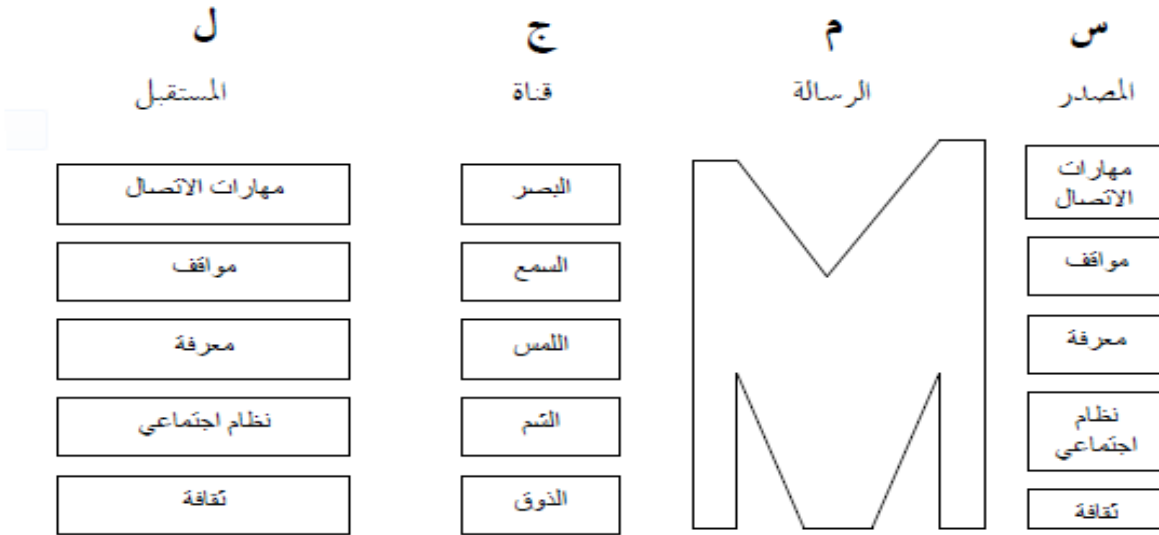 س م ج ل
المصدر الرسالة قناة المستقبل
مهارات
الاتصال
مواقف
معرفة
نظام
اجتماعي
ثقافة
M
البصر
السمع
اللمس
الشم
الذوق
مهارات الاتصال
مواقف
معرفة
نظام اجتماعي
ثقافة